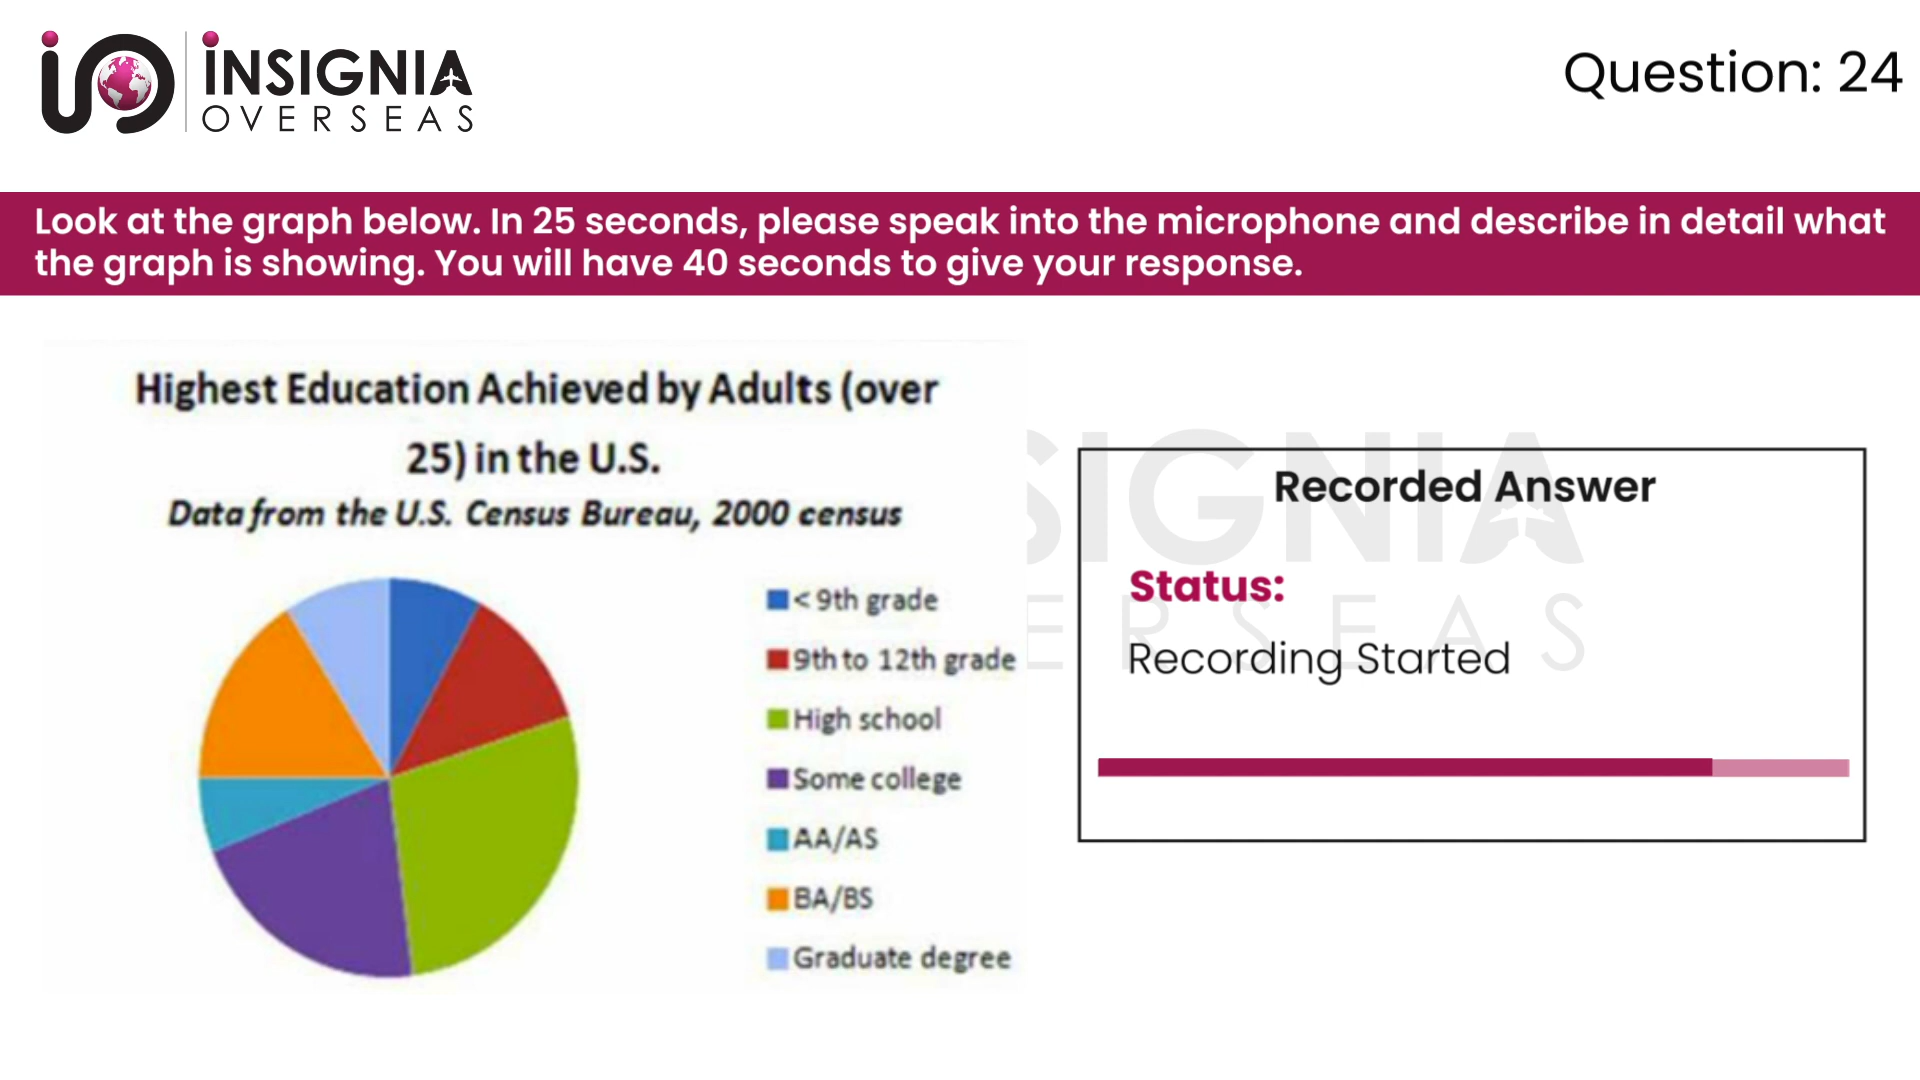 INSIGNIA
OVERSEAS
Question: 24
Look at the graph below. In 25 seconds, please speak into the microphone and describe in detail what
the graph is showing. You will have 40 seconds to give your response.
Highest Education Achieved by Adults (over
25) in the U.S.
Data from the U.S. Census Bureau, 2000 census
< 9th grade
9th to 12th grade
High school
Some college
AA/AS
BA/BS
Graduate degree
SIGNIA
ERSEAS
Recorded Answer
Status:
Recording Started